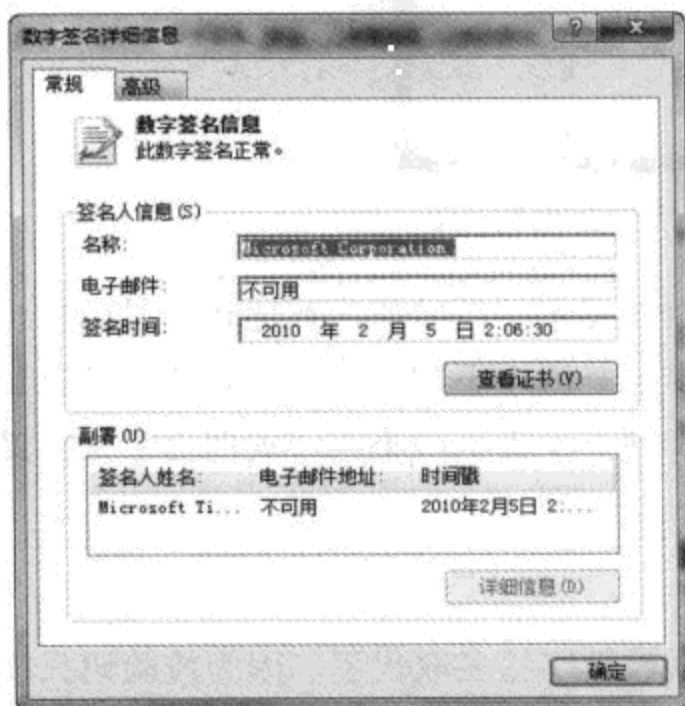 数字签名详细信息
常规 高级
数字签名信息
此数字签名正常。
签名人信息(S)
名称: Microsoft Corporation
电子邮件: 不可用
签名时间: 2010 年 2 月 5 日 2:06:30
查看证书(V)
副署(U)
签名人姓名: 电子邮件地址: 时间戳
Microsoft Ti... 不可用 2010年2月5日 2:...
详细信息(D)
确定